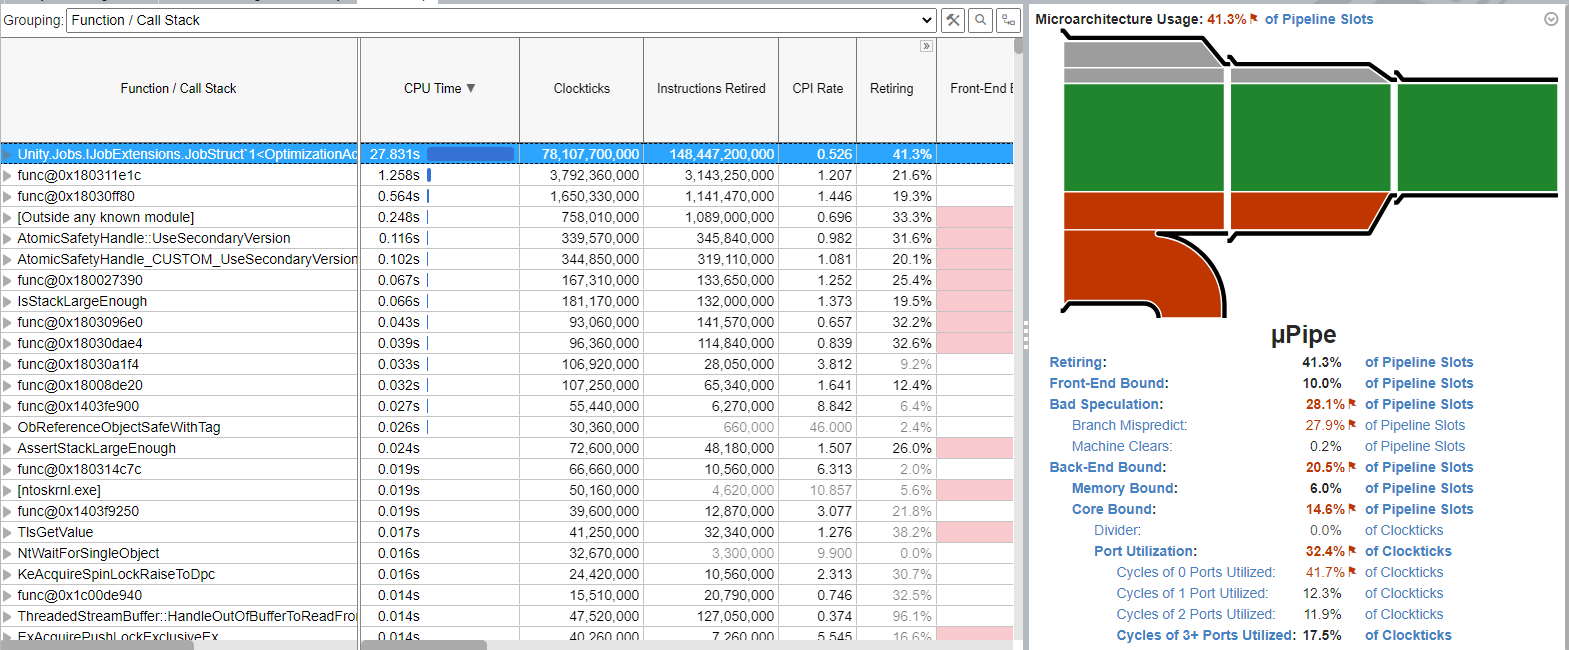 Grouping: Function / Call Stack
Function / Call Stack CPU Time ▼ Clockticks Instructions Retired CPI Rate Retiring Front-End B
Unity.Jobs.IJobExtensions.JobStruct`1<OptimizationAc 27.831s 78,107,700,000 148,447,200,000 0.526 41.3%
func@0x180311e1c 1.258s 3,792,360,000 3,143,250,000 1.207 21.6%
func@0x18030ff80 0.564s 1,650,330,000 1,141,470,000 1.446 19.3%
[Outside any known module] 0.248s 758,010,000 1,089,000,000 0.696 33.3%
AtomicSafetyHandle::UseSecondaryVersion 0.116s 339,570,000 345,840,000 0.982 31.6%
AtomicSafetyHandle_CUSTOM_UseSecondaryVersion 0.102s 344,850,000 319,110,000 1.081 20.1%
func@0x180027390 0.067s 167,310,000 133,650,000 1.252 25.4%
IsStackLargeEnough 0.066s 181,170,000 132,000,000 1.373 19.5%
func@0x1803096e0 0.043s 93,060,000 141,570,000 0.657 32.2%
func@0x18030dae4 0.039s 96,360,000 114,840,000 0.839 32.6%
func@0x18030a1f4 0.033s 106,920,000 28,050,000 3.812 9.2%
func@0x18008de20 0.032s 107,250,000 65,340,000 1.641 12.4%
func@0x1403fe900 0.027s 55,440,000 6,270,000 8.842 6.4%
ObReferenceObjectSafeWithTag 0.026s 30,360,000 660,000 46.000 2.4%
AssertStackLargeEnough 0.024s 72,600,000 48,180,000 1.507 26.0%
func@0x180314c7c 0.019s 66,660,000 10,560,000 6.313 2.0%
[ntoskrnl.exe] 0.019s 50,160,000 4,620,000 10.857 5.6%
func@0x1403f9250 0.019s 39,600,000 12,870,000 3.077 21.8%
TlsGetValue 0.017s 41,250,000 32,340,000 1.276 38.2%
NtWaitForSingleObject 0.016s 32,670,000 3,300,000 9.900 0.0%
KeAcquireSpinLockRaiseToDpc 0.016s 24,420,000 10,560,000 2.313 30.7%
func@0x1c00de940 0.014s 15,510,000 20,790,000 0.746 32.5%
ThreadedStreamBuffer::HandleOutOfBufferToReadFro 0.014s 47,520,000 127,050,000 0.374 96.1%
ExAcquirePushLockExclusiveEx 0.014s 40,260,000 7,260,000 5.545 16.6%
Microarchitecture Usage: 41.3% of Pipeline Slots
µPipe
Retiring: 41.3% of Pipeline Slots
Front-End Bound: 10.0% of Pipeline Slots
Bad Speculation: 28.1% of Pipeline Slots
Branch Mispredict: 27.9% of Pipeline Slots
Machine Clears: 0.2% of Pipeline Slots
Back-End Bound: 20.5% of Pipeline Slots
Memory Bound: 6.0% of Pipeline Slots
Core Bound: 14.6% of Pipeline Slots
Divider: 0.0% of Clockticks
Port Utilization: 32.4% of Clockticks
Cycles of 0 Ports Utilized: 41.7% of Clockticks
Cycles of 1 Port Utilized: 12.3% of Clockticks
Cycles of 2 Ports Utilized: 11.9% of Clockticks
Cycles of 3+ Ports Utilized: 17.5% of Clockticks